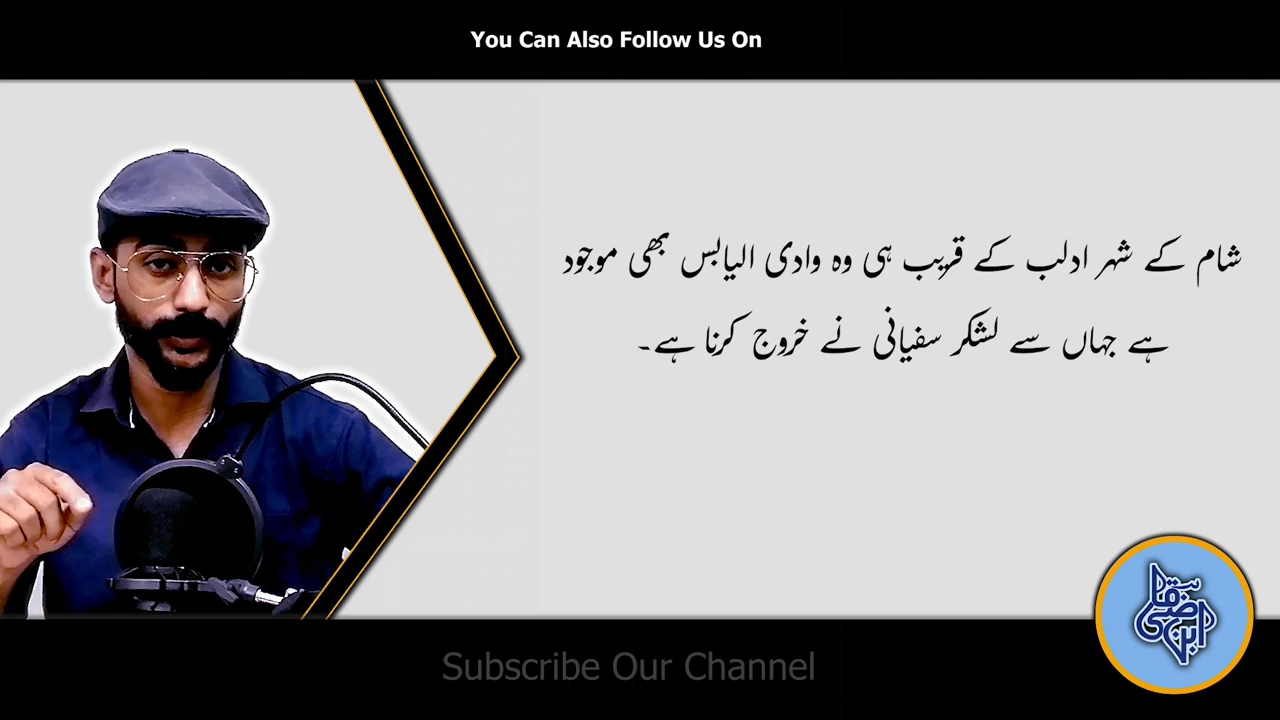 You Can Also Follow Us On
شام کے شہر ادلب کے قریب ہی وہ وادی الیابس بھی موجود
ہے جہاں سے لشکر سفیانی نے خروج کرنا ہے۔
Subscribe Our Channel